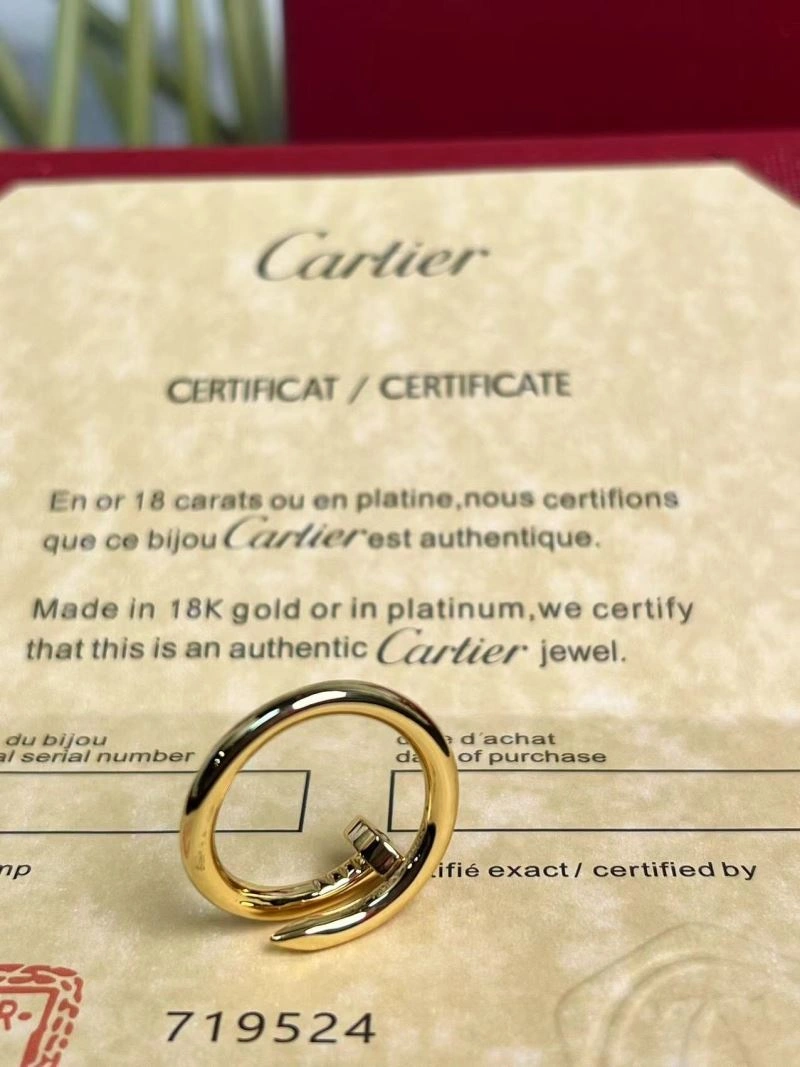 Cartier
CERTIFICAT / CERTIFICATE
En or 18 carats ou en platine,nous certifions
que ce bijou Cartier est authentique.
Made in 18K gold or in platinum,we certify
that this is an authentic Cartier jewel.
du bijou
al serial number
d´achat
of purchase
mp
ifié exact/ certified by
R-
719524